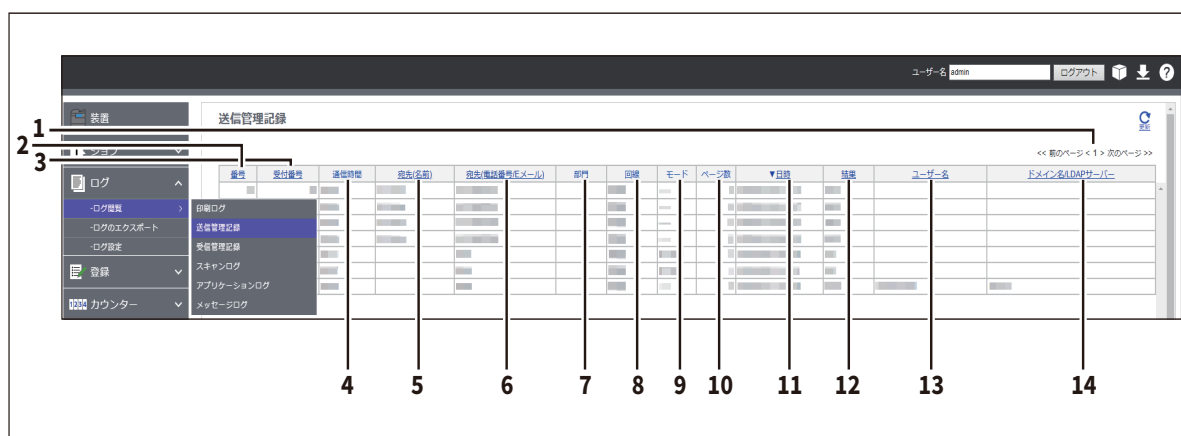 ユーザー名 admin ログアウト ?
装置
送信管理記録
更新
1
2
3
<< 前のページ < 1 > 次のページ >>
番号 受付番号 通信時間 宛先(名前) 宛先(電話番号/Eメール) 部門 回線 モード ページ数 ▼日時 結果 ユーザー名 ドメイン名/LDAPサーバー
ログ
-ログ閲覧 >
-ログのエクスポート
-ログ設定
登録
1234 カウンター
印刷ログ
送信管理記録
受信管理記録
スキャンログ
アプリケーションログ
メッセージログ
4 5 6 7 8 9 10 11 12 13 14